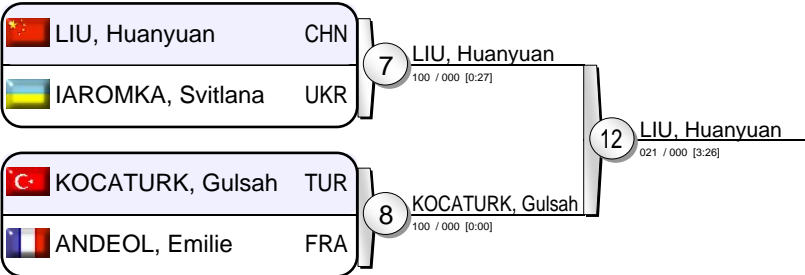 LIU, Huanyuan CHN
IAROMKA, Svitlana UKR
7
LIU, Huanyuan
100 / 000 [0:27]
KOCATURK, Gulsah TUR
ANDEOL, Emilie FRA
8
KOCATURK, Gulsah
100 / 000 [0:00]
12
LIU, Huanyuan
021 / 000 [3:26]